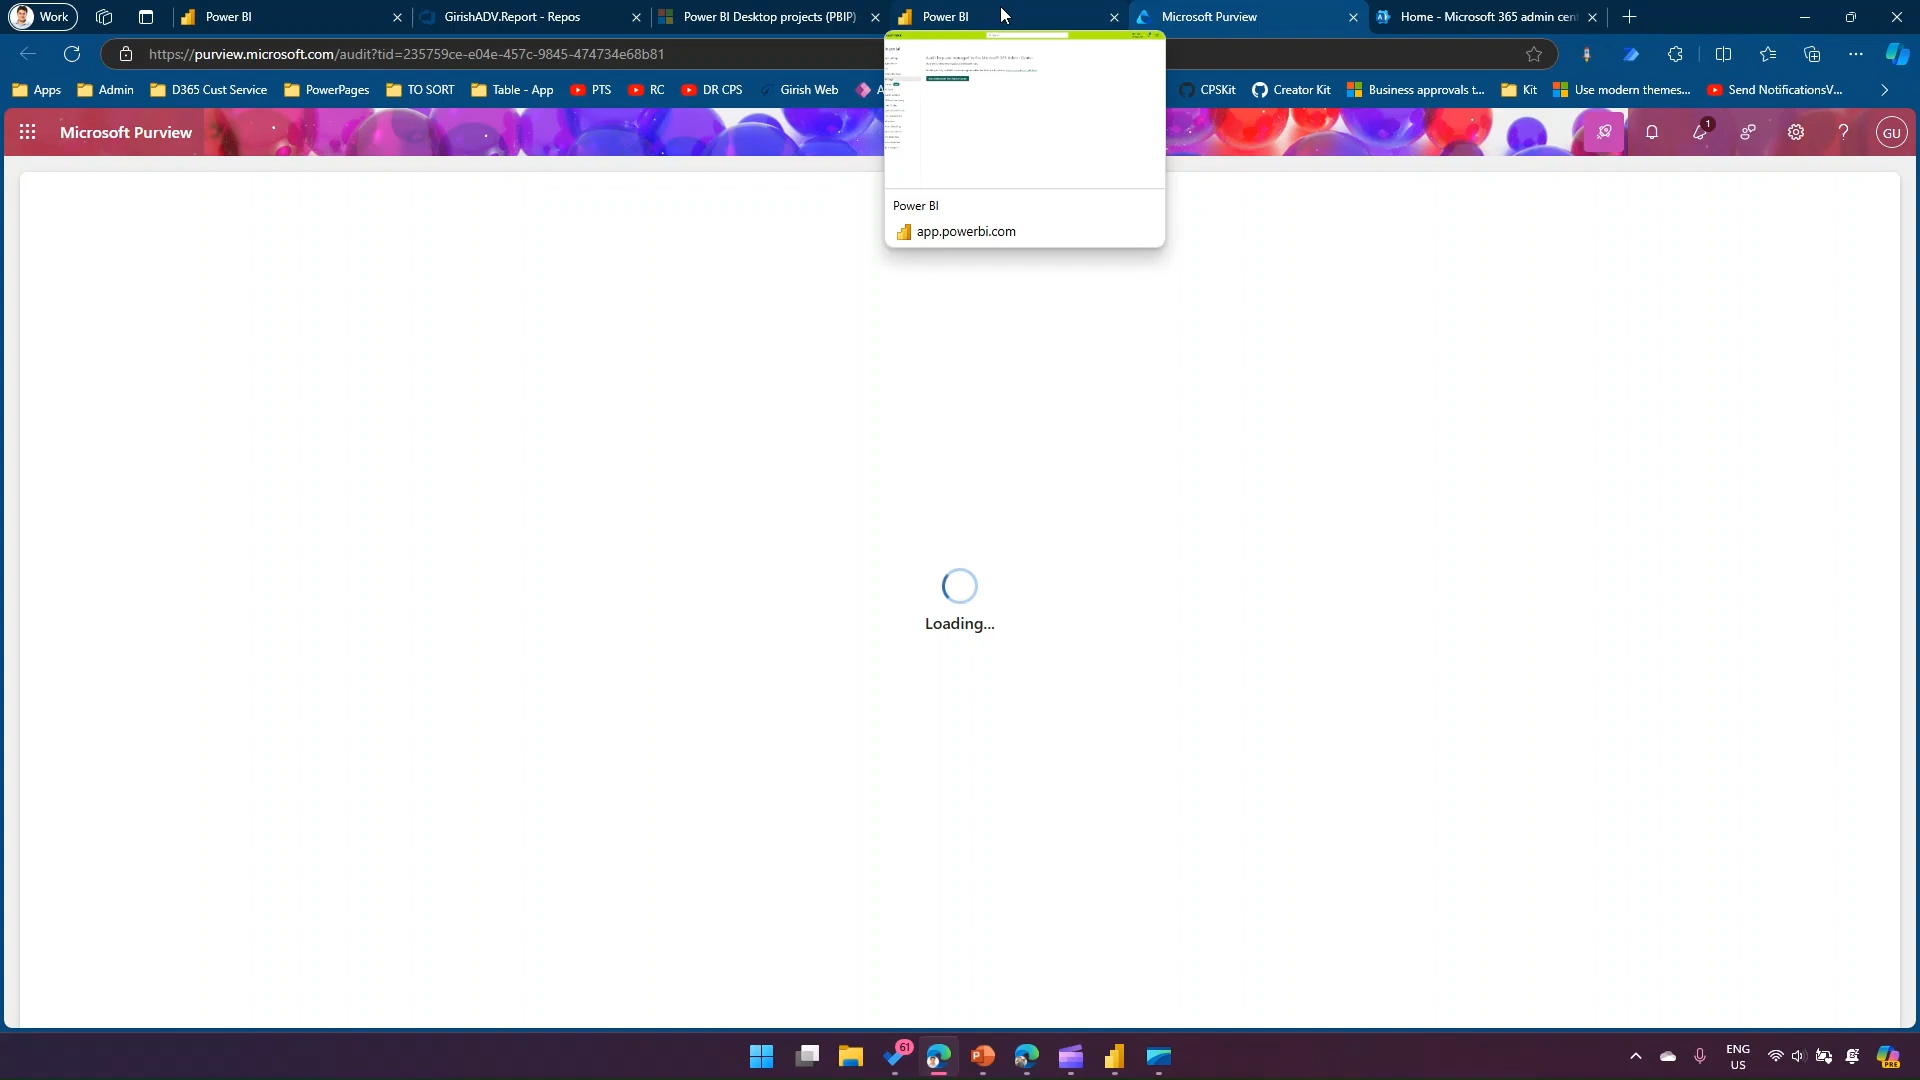 Work
Power BI
GirishADV.Report - Repos
Power BI Desktop projects (PBIP)
Power BI
Microsoft Purview
Home - Microsoft 365 admin cen
https://purview.microsoft.com/audit?tid=235759ce-e04e-457c-9845-474734e68b81
Apps
Admin
D365 Cust Service
PowerPages
TO SORT
Table - App
PTS
RC
DR CPS
Girish Web
A
CPSKit
Creator Kit
Business approvals t...
Kit
Use modern themes...
Send NotificationsV...
Microsoft Purview
1
GU
Power BI
app.powerbi.com
Loading...
61
ENG
US
PRE